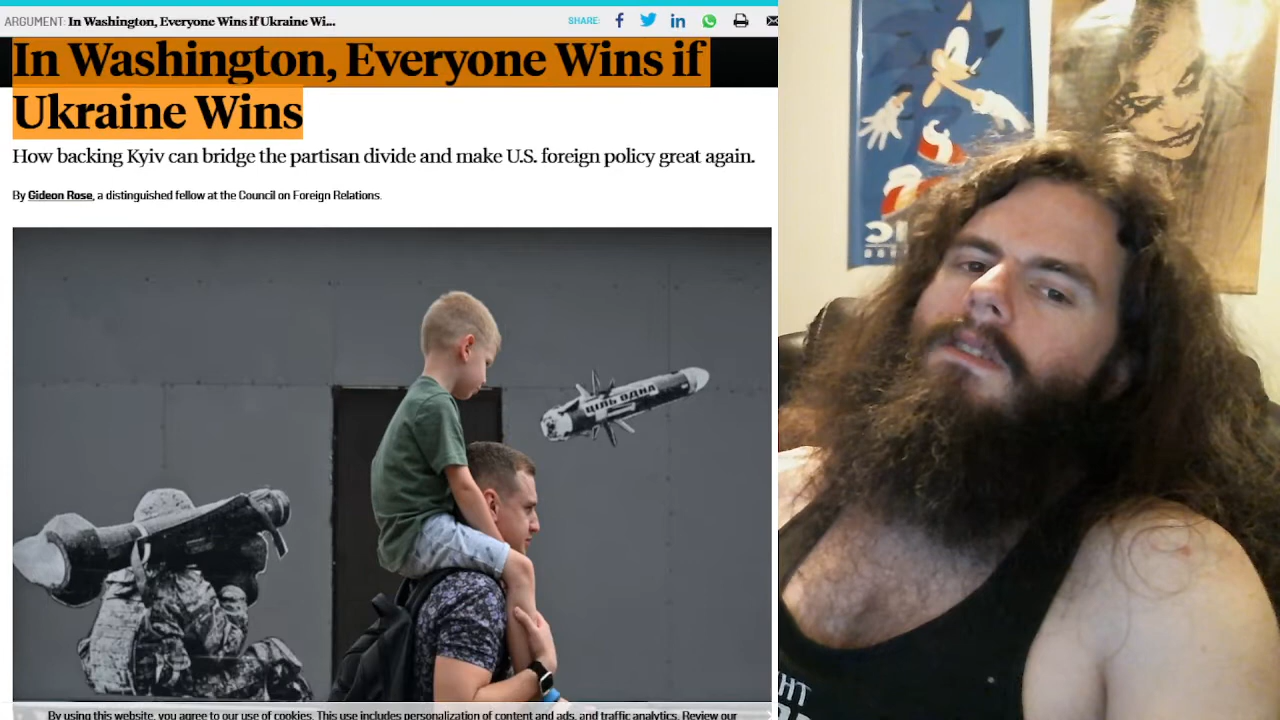 ARGUMENT: In Washington, Everyone Wins if Ukraine Wi...
SHARE:
In Washington, Everyone Wins if
Ukraine Wins
How backing Kyiv can bridge the partisan divide and make U.S. foreign policy great again.
By Gideon Rose, a distinguished fellow at the Council on Foreign Relations.
ЦІЛЬ ОДНА
By using this website, you agree to our use of cookies. This use includes personalization of content and ads, and traffic analytics. Review our